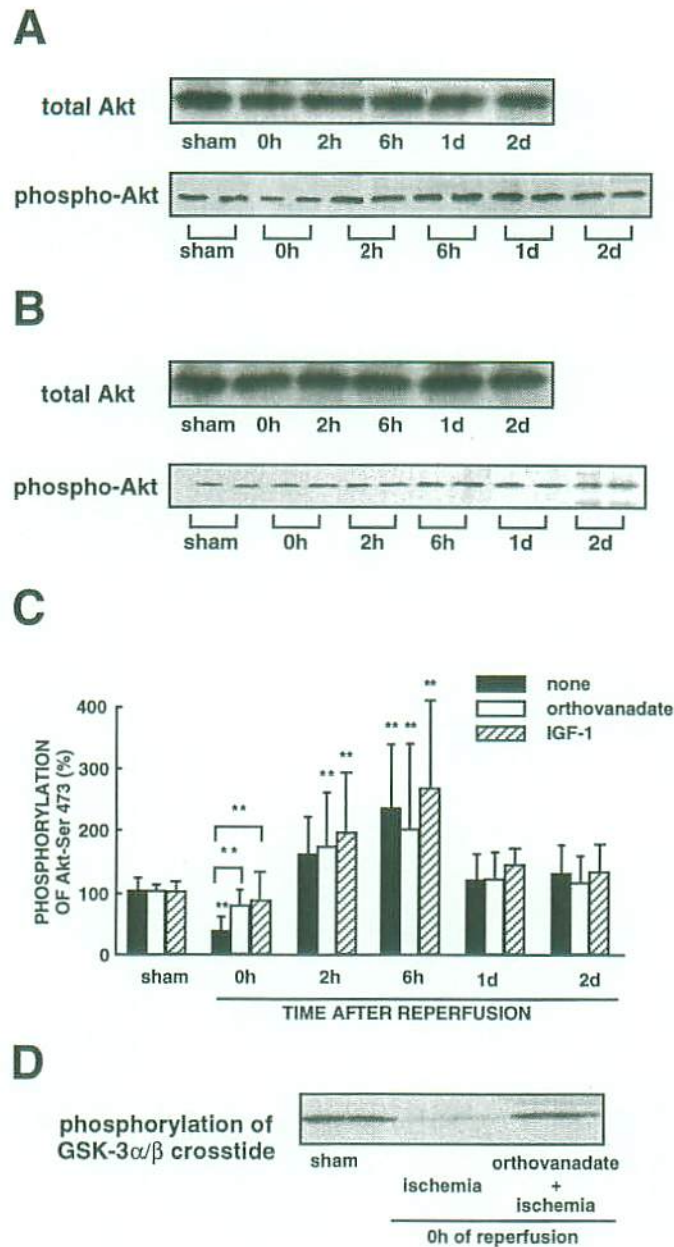 A
total Akt
sham 0h 2h 6h 1d 2d
phospho-Akt
sham 0h 2h 6h 1d 2d
B
total Akt
sham 0h 2h 6h 1d 2d
phospho-Akt
sham 0h 2h 6h 1d 2d
C
PHOSPHORYLATION
OF Akt-Ser 473 (%)
400
300
200
100
0
none
orthovanadate
IGF-1
**
**
**
**
**
**
**
**
sham 0h 2h 6h 1d 2d
TIME AFTER REPERFUSION
D
phosphorylation of
GSK-3α/β crosstide
sham
ischemia
orthovanadate
+
ischemia
0h of reperfusion